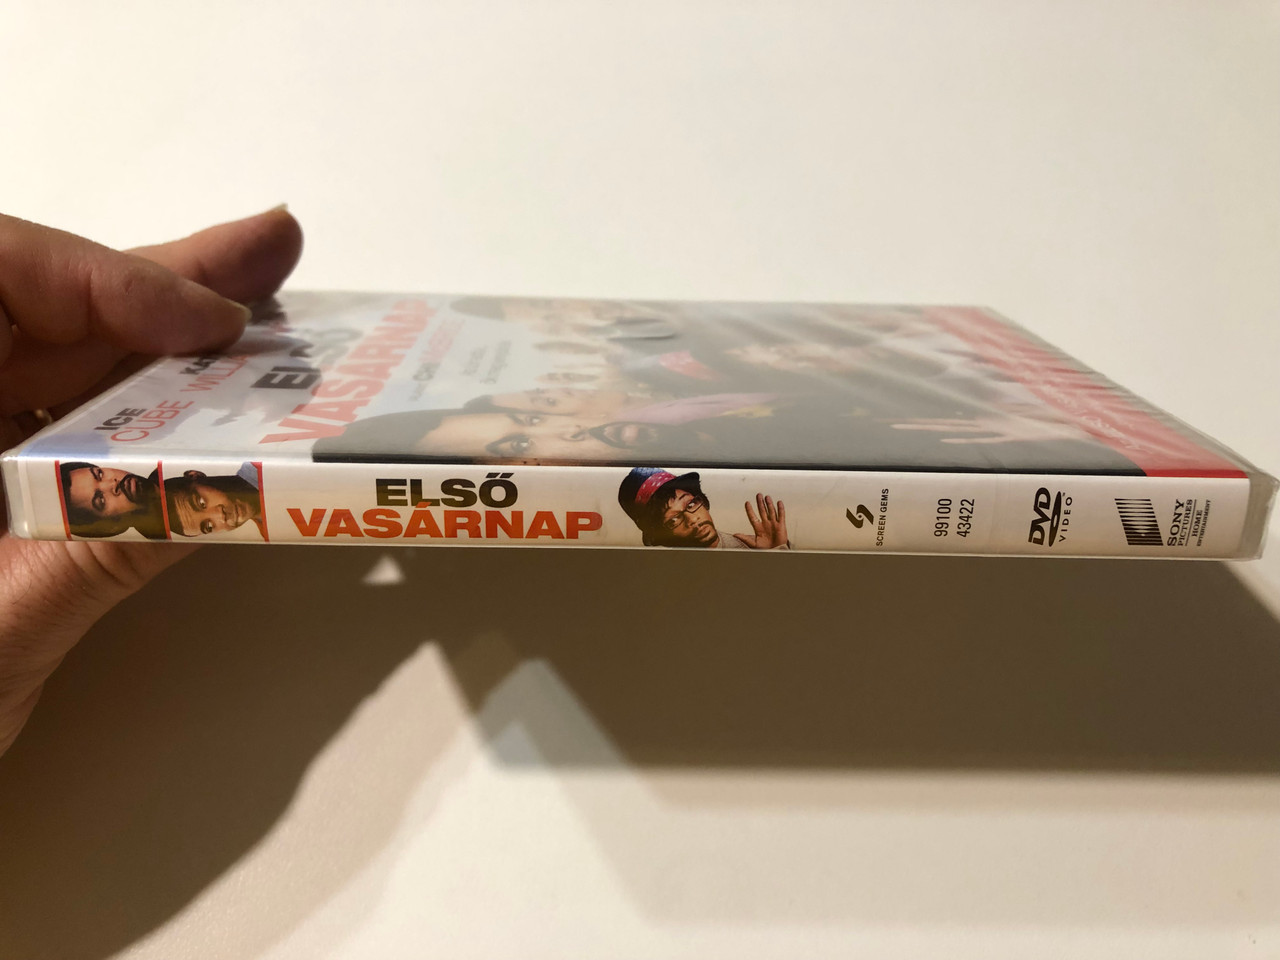 ICE
CUBE
ELSŐ
VASÁRNAP
ELSŐ
VASÁRNAP
SCREEN GEMS
99100
43422
DVD
VIDEO
SONY
PICTURES
HOME
ENTERTAINMENT